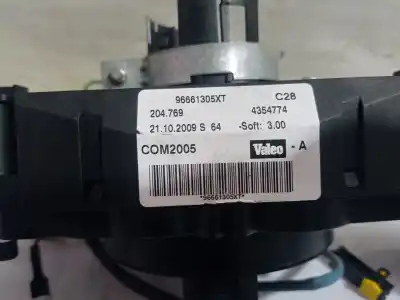 96661305XT C28
204.769 4354774
21.10.2009 S 64 -Soft: 3.00
COM2005 Valeo - A
*96661305XT*